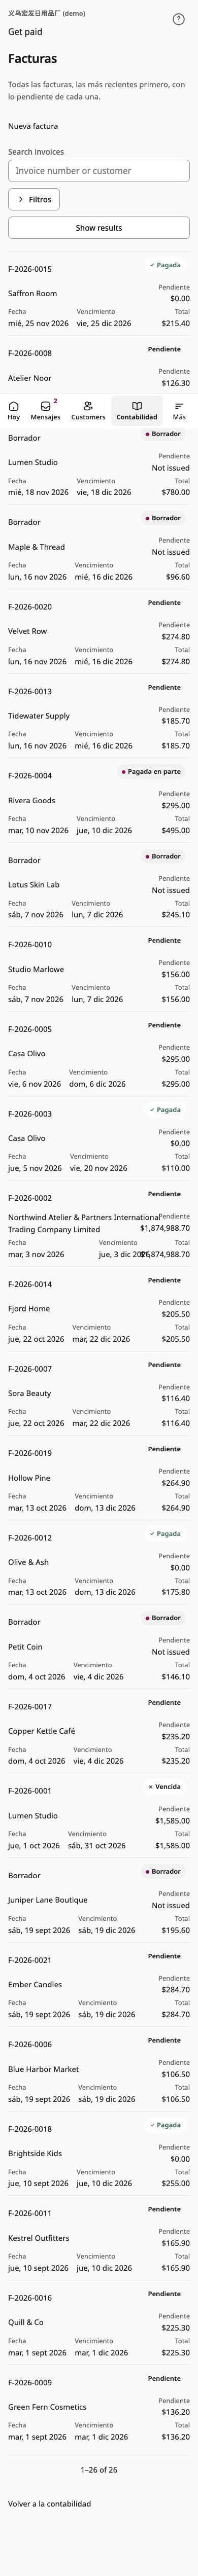 义乌宏发日用品厂 (demo)
Get paid
?
Facturas
Todas las facturas, las más recientes primero, con
lo pendiente de cada una.
Nueva factura
Search invoices
Invoice number or customer
Filtros
Show results
F-2026-0015 Pagada
Saffron Room Pendiente $0.00
Fecha Vencimiento Total
mié, 25 nov 2026 vie, 25 dic 2026 $215.40
F-2026-0008 Pendiente
Atelier Noor Pendiente $126.30
Hoy Mensajes 2 Customers Contabilidad Más
Borrador Borrador
Lumen Studio Pendiente Not issued
Fecha Vencimiento Total
mié, 18 nov 2026 vie, 18 dic 2026 $780.00
Borrador Borrador
Maple & Thread Pendiente Not issued
Fecha Vencimiento Total
lun, 16 nov 2026 mié, 16 dic 2026 $96.60
F-2026-0020 Pendiente
Velvet Row Pendiente $274.80
Fecha Vencimiento Total
lun, 16 nov 2026 mié, 16 dic 2026 $274.80
F-2026-0013 Pendiente
Tidewater Supply Pendiente $185.70
Fecha Vencimiento Total
lun, 16 nov 2026 mié, 16 dic 2026 $185.70
F-2026-0004 Pagada en parte
Rivera Goods Pendiente $295.00
Fecha Vencimiento Total
mar, 10 nov 2026 jue, 10 dic 2026 $495.00
Borrador Borrador
Lotus Skin Lab Pendiente Not issued
Fecha Vencimiento Total
sáb, 7 nov 2026 lun, 7 dic 2026 $245.10
F-2026-0010 Pendiente
Studio Marlowe Pendiente $156.00
Fecha Vencimiento Total
sáb, 7 nov 2026 lun, 7 dic 2026 $156.00
F-2026-0005 Pendiente
Casa Olivo Pendiente $295.00
Fecha Vencimiento Total
vie, 6 nov 2026 dom, 6 dic 2026 $295.00
F-2026-0003 Pagada
Casa Olivo Pendiente $0.00
Fecha Vencimiento Total
jue, 5 nov 2026 vie, 20 nov 2026 $110.00
F-2026-0002 Pendiente
Northwind Atelier & Partners International Pendiente
Trading Company Limited $1,874,988.70
Fecha Vencimiento Total
mar, 3 nov 2026 jue, 3 dic 2026 $1,874,988.70
F-2026-0014 Pendiente
Fjord Home Pendiente $205.50
Fecha Vencimiento Total
jue, 22 oct 2026 mar, 22 dic 2026 $205.50
F-2026-0007 Pendiente
Sora Beauty Pendiente $116.40
Fecha Vencimiento Total
jue, 22 oct 2026 mar, 22 dic 2026 $116.40
F-2026-0019 Pendiente
Hollow Pine Pendiente $264.90
Fecha Vencimiento Total
mar, 13 oct 2026 dom, 13 dic 2026 $264.90
F-2026-0012 Pagada
Olive & Ash Pendiente $0.00
Fecha Vencimiento Total
mar, 13 oct 2026 dom, 13 dic 2026 $175.80
Borrador Borrador
Petit Coin Pendiente Not issued
Fecha Vencimiento Total
dom, 4 oct 2026 vie, 4 dic 2026 $146.10
F-2026-0017 Pendiente
Copper Kettle Café Pendiente $235.20
Fecha Vencimiento Total
dom, 4 oct 2026 vie, 4 dic 2026 $235.20
F-2026-0001 Vencida
Lumen Studio Pendiente $1,585.00
Fecha Vencimiento Total
jue, 1 oct 2026 sáb, 31 oct 2026 $1,585.00
Borrador Borrador
Juniper Lane Boutique Pendiente Not issued
Fecha Vencimiento Total
sáb, 19 sept 2026 sáb, 19 dic 2026 $195.60
F-2026-0021 Pendiente
Ember Candles Pendiente $284.70
Fecha Vencimiento Total
sáb, 19 sept 2026 sáb, 19 dic 2026 $284.70
F-2026-0006 Pendiente
Blue Harbor Market Pendiente $106.50
Fecha Vencimiento Total
sáb, 19 sept 2026 sáb, 19 dic 2026 $106.50
F-2026-0018 Pagada
Brightside Kids Pendiente $0.00
Fecha Vencimiento Total
jue, 10 sept 2026 jue, 10 dic 2026 $255.00
F-2026-0011 Pendiente
Kestrel Outfitters Pendiente $165.90
Fecha Vencimiento Total
jue, 10 sept 2026 jue, 10 dic 2026 $165.90
F-2026-0016 Pendiente
Quill & Co Pendiente $225.30
Fecha Vencimiento Total
mar, 1 sept 2026 mar, 1 dic 2026 $225.30
F-2026-0009 Pendiente
Green Fern Cosmetics Pendiente $136.20
Fecha Vencimiento Total
mar, 1 sept 2026 mar, 1 dic 2026 $136.20
1–26 of 26
Volver a la contabilidad